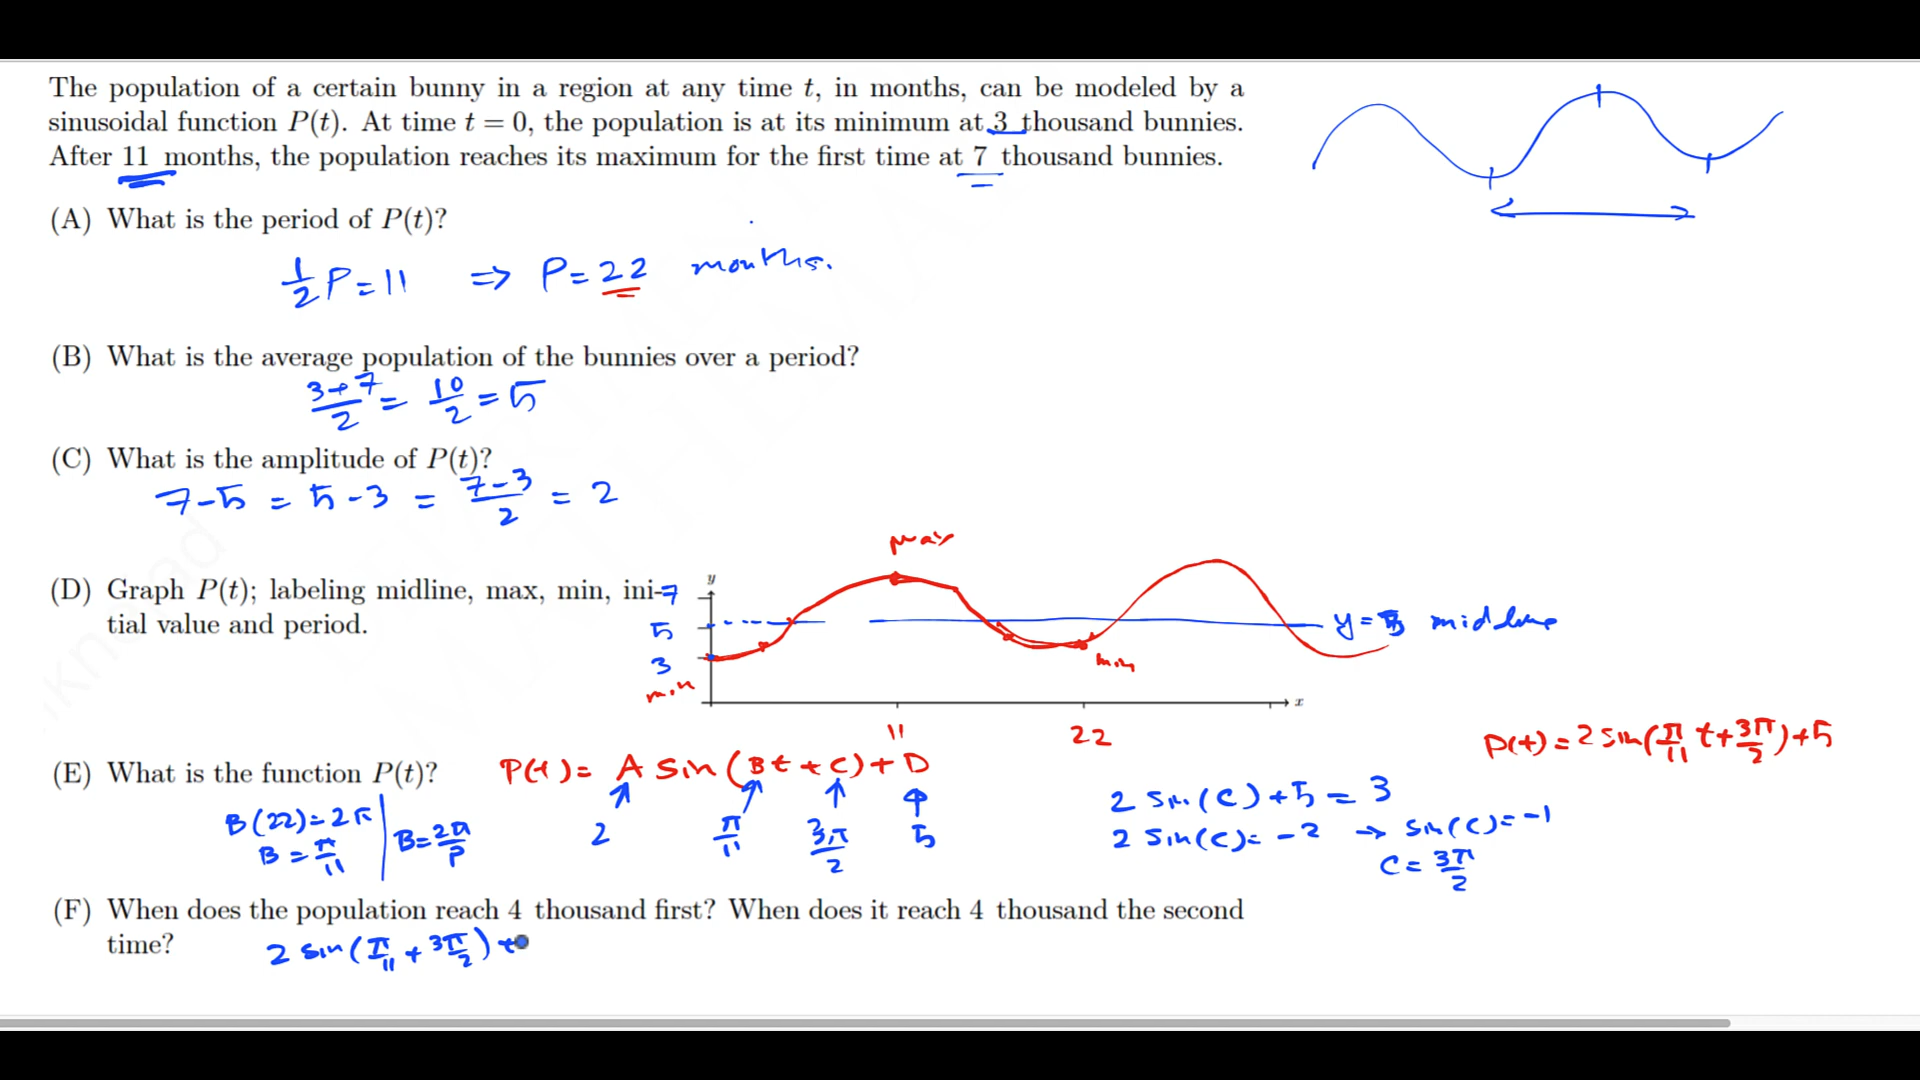 The population of a certain bunny in a region at any time t, in months, can be modeled by a
sinusoidal function P(t). At time t = 0, the population is at its minimum at 3 thousand bunnies.
After 11 months, the population reaches its maximum for the first time at 7 thousand bunnies.
(A) What is the period of P(t)?
1/2 P = 11 ⇒ P = 22 months.
(B) What is the average population of the bunnies over a period?
(3+7)/2 = 10/2 = 5
(C) What is the amplitude of P(t)?
7-5 = 5-3 = (7-3)/2 = 2
(D) Graph P(t); labeling midline, max, min, ini-
tial value and period.
max
y
7
5
3
min
min
y = 5 midline
x
11
22
P(t) = 2 sin(π/11 t + 3π/2) + 5
(E) What is the function P(t)?
P(t) = A sin(Bt + C) + D
2 π/11 3π/2 5
B(22) = 2π
B = π/11
B = 2π/P
2 sin(C) + 5 = 3
2 sin(C) = -2 → sin(C) = -1
C = 3π/2
(F) When does the population reach 4 thousand first? When does it reach 4 thousand the second
time?
2 sin(π/11 + 3π/2) +